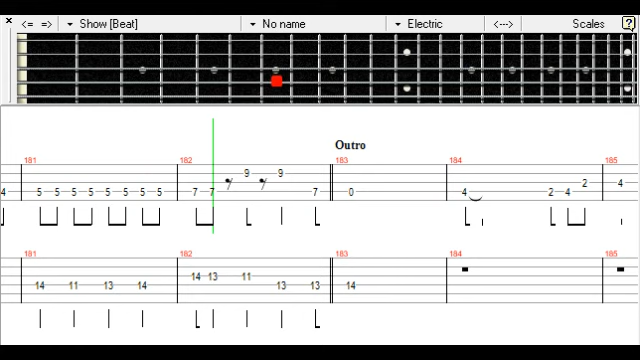 <= => Show [Beat] No name Electric <---> Scales ?
Outro
181 182 183 184 185
9 9 2 4
4 5 5 5 5 5 5 5 5 7 7 7 0 4 2 4
181 182 183 184 185
14 13 11
14 11 13 14 13 13 14